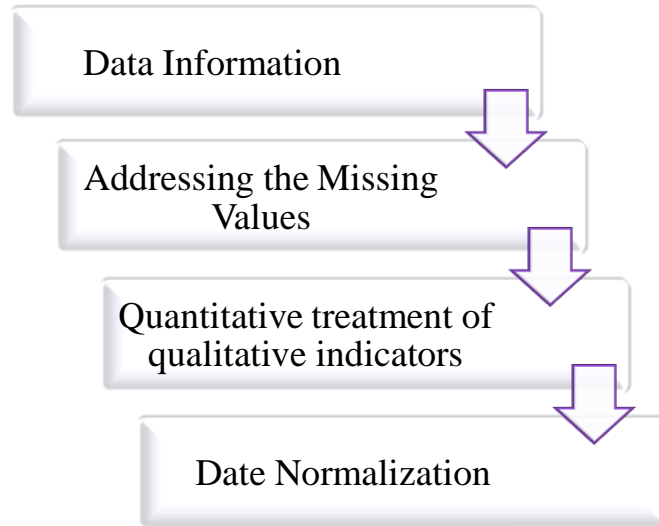 Data Information
Addressing the Missing
Values
Quantitative treatment of
qualitative indicators
Date Normalization